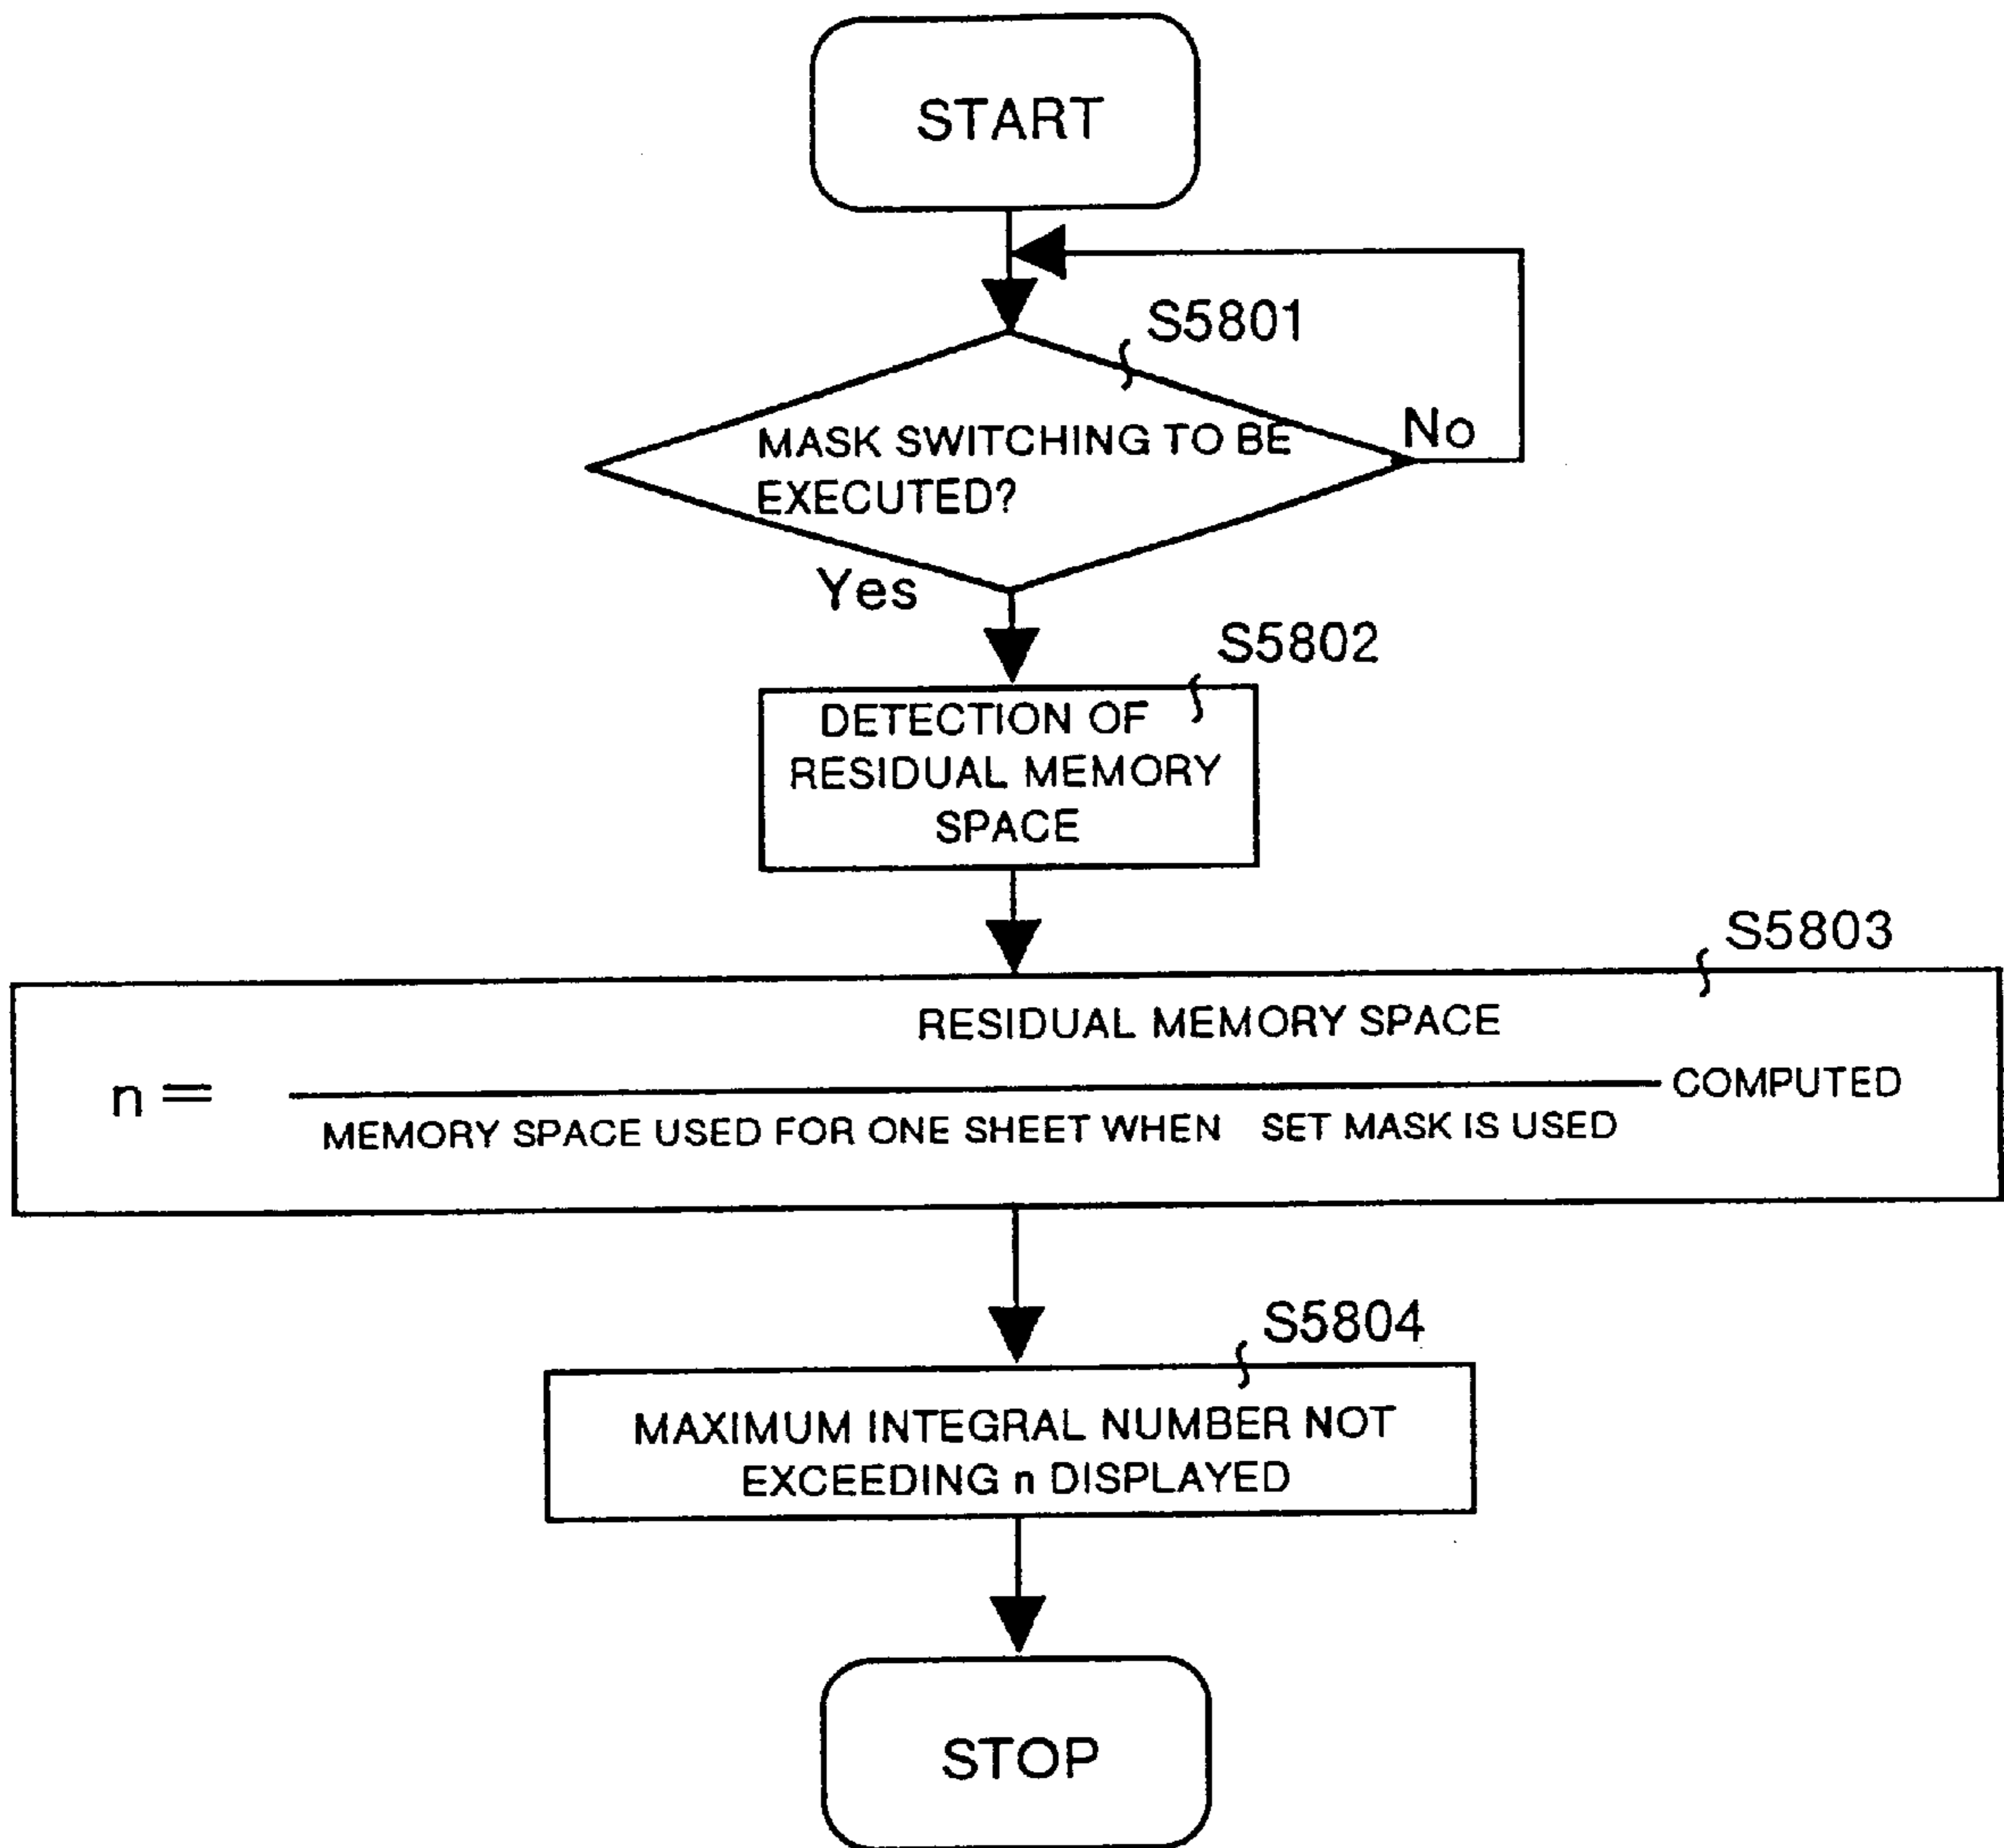 START
S5801
MASK SWITCHING TO BE
EXECUTED?
No
Yes
S5802
DETECTION OF
RESIDUAL MEMORY
SPACE
S5803
RESIDUAL MEMORY SPACE
n = COMPUTED
MEMORY SPACE USED FOR ONE SHEET WHEN SET MASK IS USED
S5804
MAXIMUM INTEGRAL NUMBER NOT
EXCEEDING n DISPLAYED
STOP